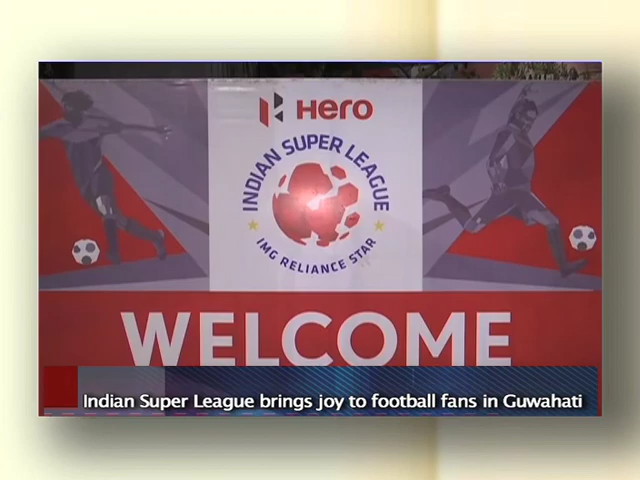 Hero
INDIAN SUPER LEAGUE
IMG RELIANCE STAR
WELCOME
Indian Super League brings joy to football fans in Guwahati